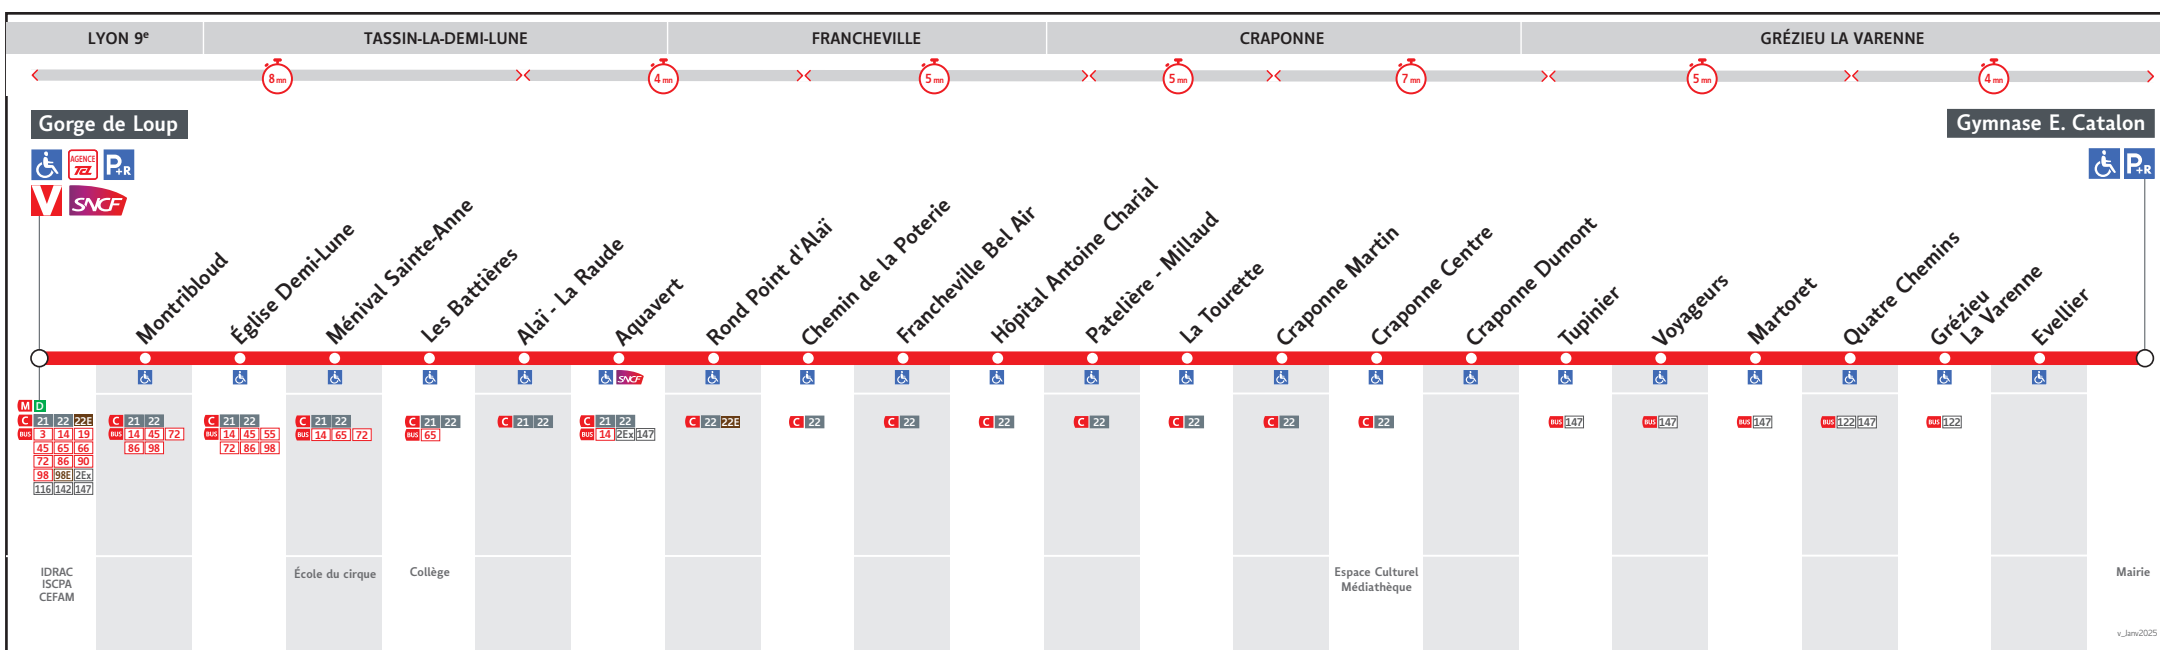 LYON 9e
TASSIN-LA-DEMI-LUNE
FRANCHEVILLE
CRAPONNE
GRÉZIEU LA VARENNE
8 mn
4 mn
5 mn
5 mn
7 mn
5 mn
4 mn
Gorge de Loup
Gymnase E. Catalon
AGENCE
TCL
P+R
V
SNCF
P+R
Montribloud
Église Demi-Lune
Ménival Sainte-Anne
Les Battières
Alaï - La Raude
Aquavert
Rond Point d'Alaï
Chemin de la Poterie
Francheville Bel Air
Hôpital Antoine Charial
Patelière - Millaud
La Tourette
Craponne Martin
Craponne Centre
Craponne Dumont
Tupinier
Voyageurs
Martoret
Quatre Chemins
Grézieu
La Varenne
Evellier
SNCF
M D
C 21 22 22E
BUS 3 14 19
45 65 66
72 86 90
98 98E 2Ex
116 142 147
C 21 22
BUS 14 45 72
86 98
C 21 22
BUS 14 45 55
72 86 98
C 21 22
BUS 14 65 72
C 21 22
BUS 65
C 21 22
C 21 22
BUS 14 2Ex 147
C 22 22E
C 22
C 22
C 22
C 22
C 22
C 22
C 22
BUS 147
BUS 147
BUS 147
BUS 122 147
BUS 122
IDRAC
ISCPA
CEFAM
École du cirque
Collège
Espace Culturel
Médiathèque
Mairie
v_Janv2025